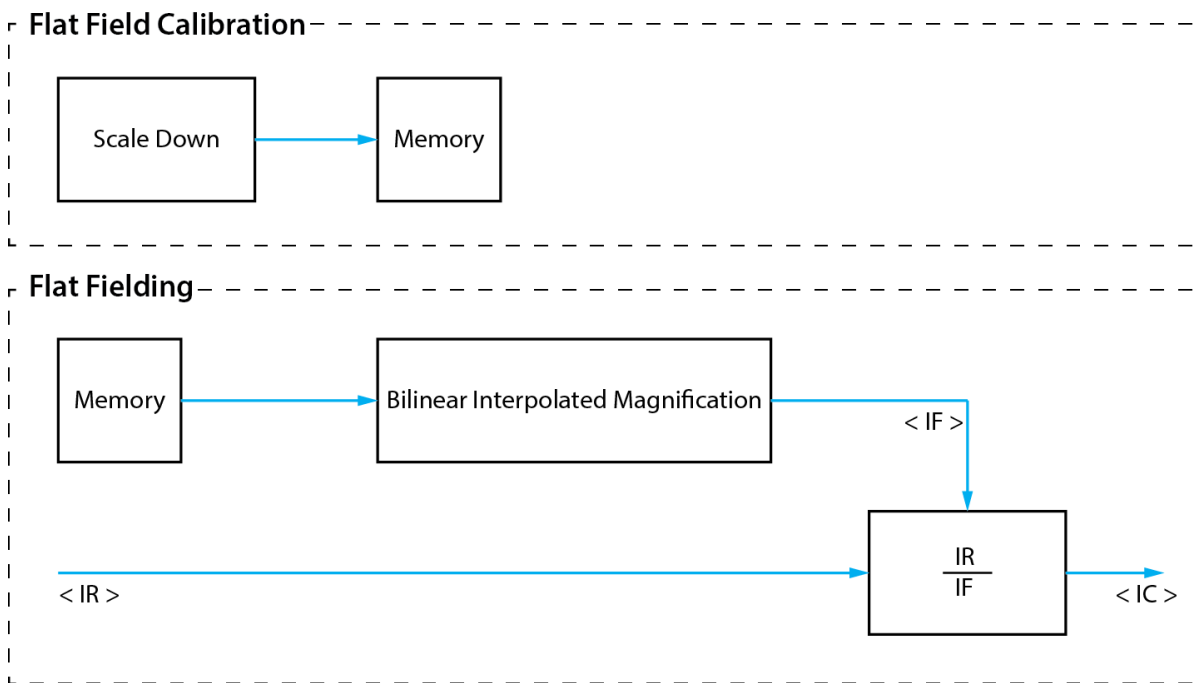 Flat Field Calibration
Scale Down
Memory
Flat Fielding
Memory
Bilinear Interpolated Magnification
< IF >
IR
IF
< IR >
< IC >